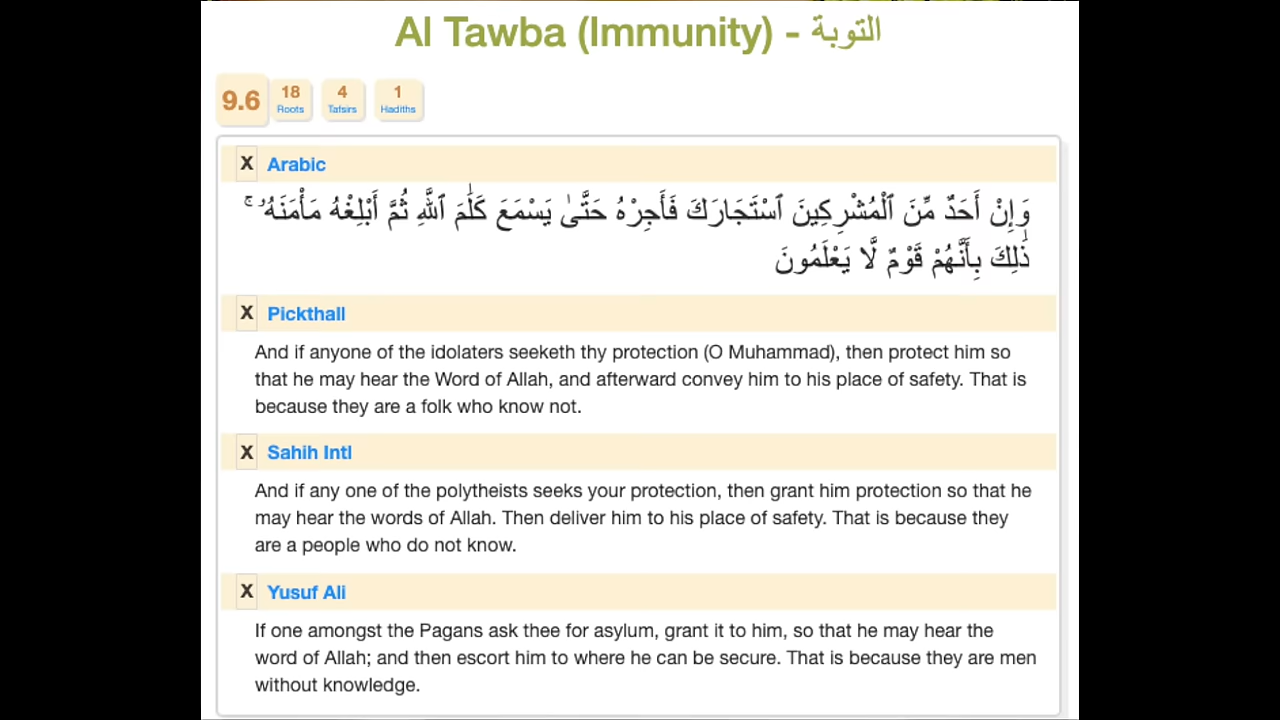 Al Tawba (Immunity) - التوبة
9.6
18
Roots
4
Tafsirs
1
Hadiths
X Arabic
وَإِنْ أَحَدٌ مِّنَ ٱلْمُشْرِكِينَ ٱسْتَجَارَكَ فَأَجِرْهُ حَتَّىٰ يَسْمَعَ كَلَٰمَ ٱللَّهِ ثُمَّ أَبْلِغْهُ مَأْمَنَهُۥ ۚ
ذَٰلِكَ بِأَنَّهُمْ قَوْمٌ لَّا يَعْلَمُونَ
X Pickthall
And if anyone of the idolaters seeketh thy protection (O Muhammad), then protect him so
that he may hear the Word of Allah, and afterward convey him to his place of safety. That is
because they are a folk who know not.
X Sahih Intl
And if any one of the polytheists seeks your protection, then grant him protection so that he
may hear the words of Allah. Then deliver him to his place of safety. That is because they
are a people who do not know.
X Yusuf Ali
If one amongst the Pagans ask thee for asylum, grant it to him, so that he may hear the
word of Allah; and then escort him to where he can be secure. That is because they are men
without knowledge.